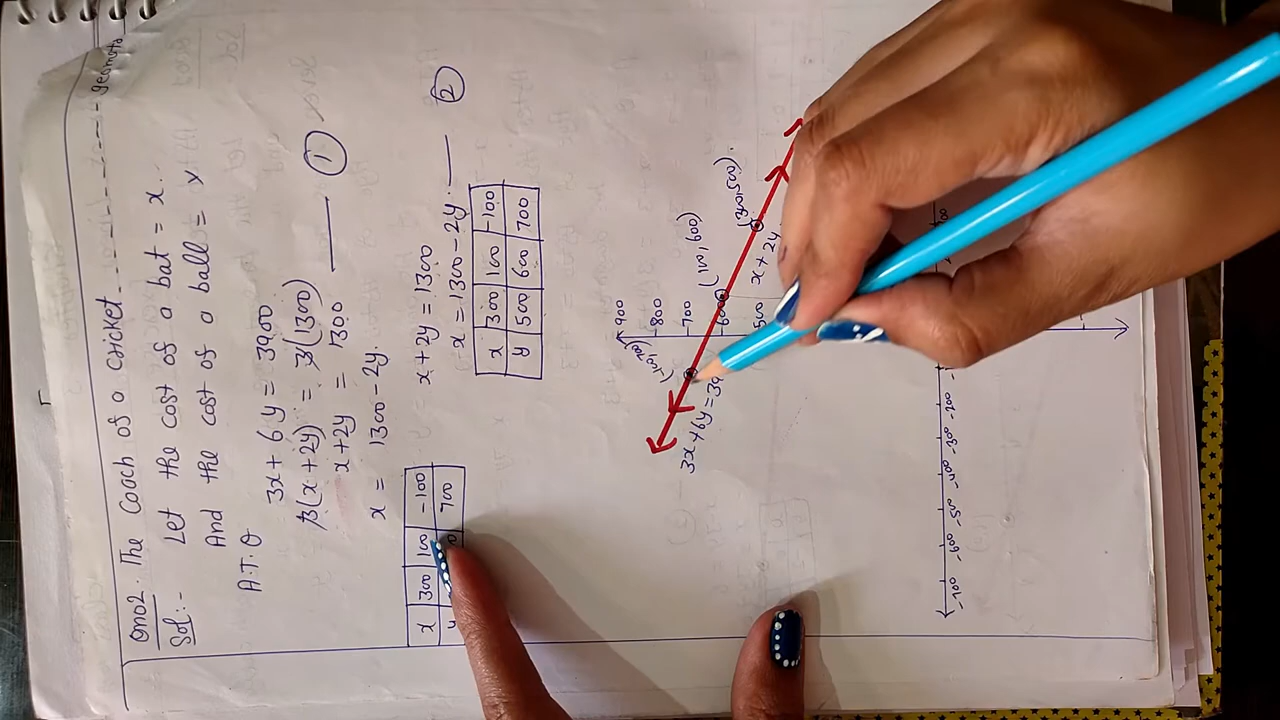 Qno2. The Coach of a cricket ------ geometr
Sol:- Let the cost of a bat = x.
And the cost of a ball = y
A.T.Q
3x + 6y = 3900
3(x + 2y) = 3(1300)
x + 2y = 1300 ——— ①
x = 1300 - 2y.
x 300 100 -100
y 700
x + 2y = 1300
x = 1300 - 2y. —— ②
x 300 100 -100
y 500 600 700
900
800
700
600
500
(-100,700)
(100,600)
(300,500).
3x + 6y = 39
x + 2y
-200 -300 -400 -500 -600 -700